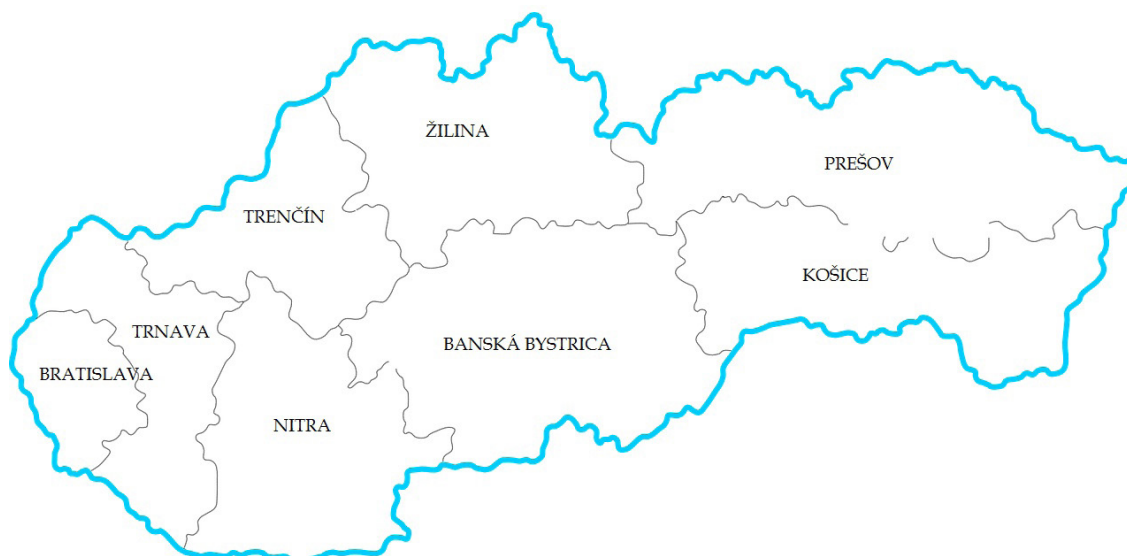 ŽILINA
PREŠOV
TRENČÍN
KOŠICE
TRNAVA
BANSKÁ BYSTRICA
BRATISLAVA
NITRA